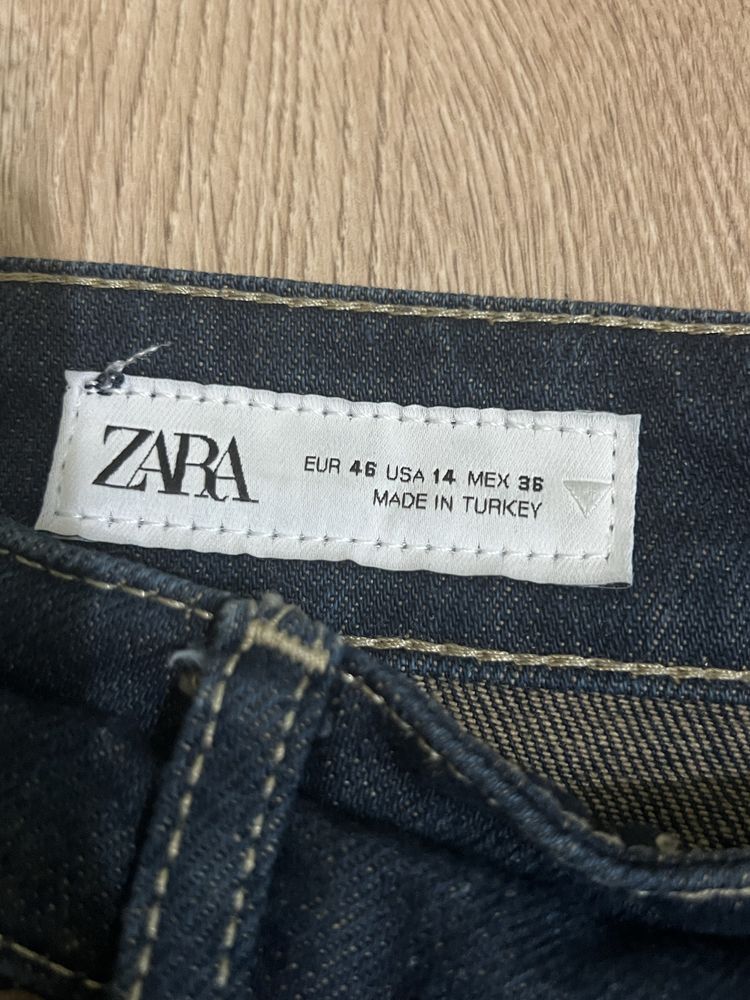 ZARA
EUR 46 USA 14 MEX 36
MADE IN TURKEY